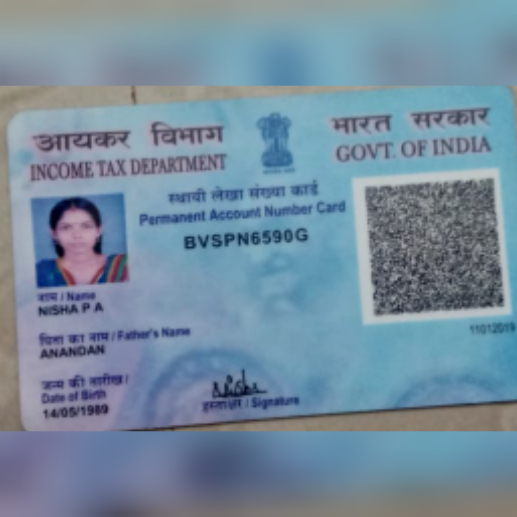 आयकर विभाग
INCOME TAX DEPARTMENT
भारत सरकार
GOVT. OF INDIA
स्थायी लेखा संख्या कार्ड
Permanent Account Number Card
BVSPN6590G
नाम / Name
NISHA P A
पिता का नाम / Father's Name
ANANDAN
जन्म की तारीख /
Date of Birth
14/05/1989
हस्ताक्षर / Signature
11012019